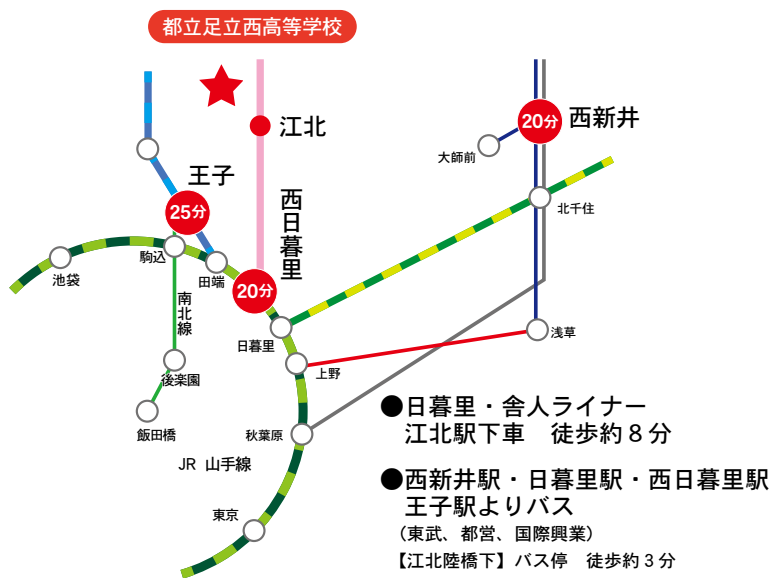 都立足立西高等学校
江北
20分
西新井
大師前
王子
25分
西日暮里
北千住
駒込
池袋
田端
20分
南北線
日暮里
浅草
上野
後楽園
飯田橋
秋葉原
JR 山手線
東京
●日暮里・舎人ライナー
江北駅下車　徒歩約８分
●西新井駅・日暮里駅・西日暮里駅
王子駅よりバス
（東武、都営、国際興業）
【江北陸橋下】バス停　徒歩約３分